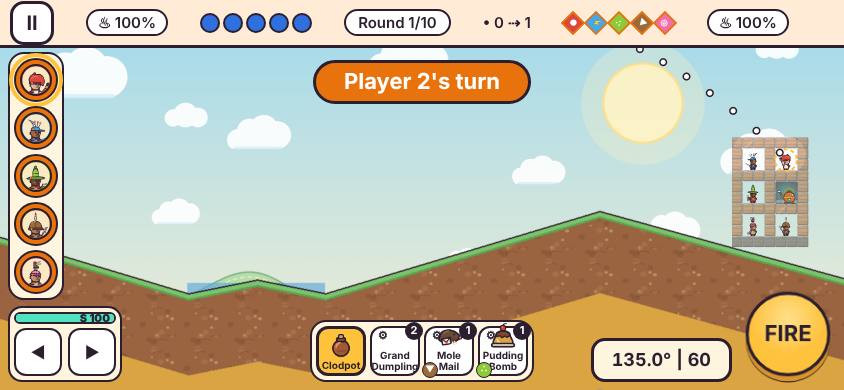 100%
Round 1/10
• 0 ⇢ 1
100%
Player 2's turn
S 100
Clodpot
2
Grand
Dumpling
1
Mole
Mail
1
Pudding
Bomb
135.0° | 60
FIRE